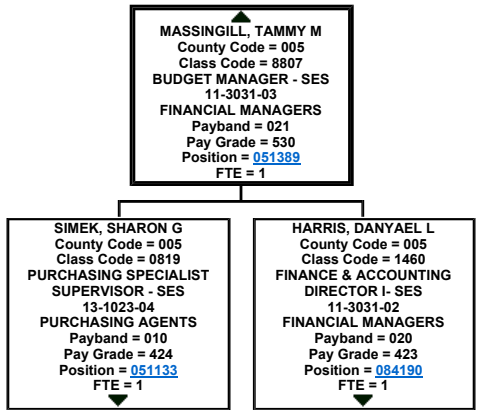 MASSINGILL, TAMMY M
County Code = 005
Class Code = 8807
BUDGET MANAGER - SES
11-3031-03
FINANCIAL MANAGERS
Payband = 021
Pay Grade = 530
Position = 051389
FTE = 1
SIMEK, SHARON G
County Code = 005
Class Code = 0819
PURCHASING SPECIALIST
SUPERVISOR - SES
13-1023-04
PURCHASING AGENTS
Payband = 010
Pay Grade = 424
Position = 051133
FTE = 1
HARRIS, DANYAEL L
County Code = 005
Class Code = 1460
FINANCE & ACCOUNTING
DIRECTOR I- SES
11-3031-02
FINANCIAL MANAGERS
Payband = 020
Pay Grade = 423
Position = 084190
FTE = 1